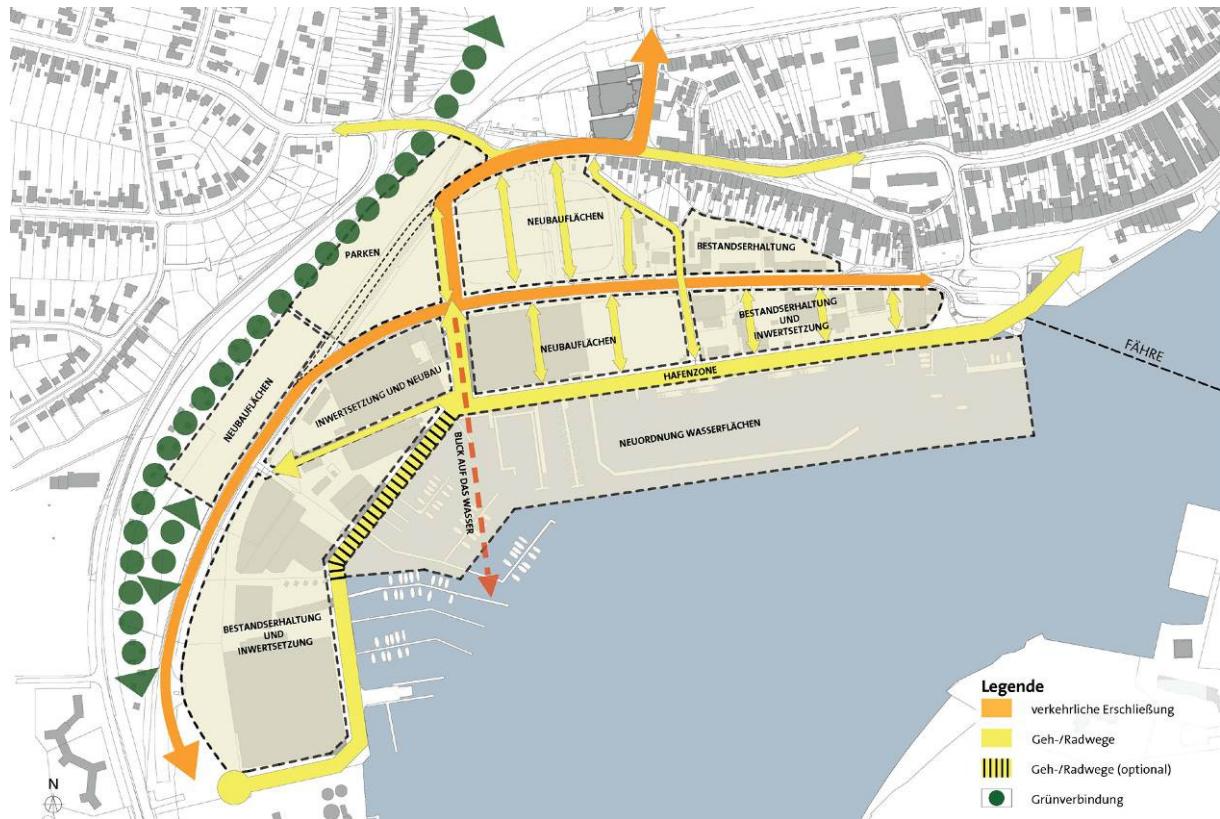 NEUBAUFLÄCHEN
BESTANDSERHALTUNG
PARKEN
BESTANDSERHALTUNG
UND
INWERTSETZUNG
NEUBAUFLÄCHEN
FÄHRE
INWERTSETZUNG UND NEUBAU
HAFENZONE
NEUBAUFLÄCHEN
NEUORDNUNG WASSERFLÄCHEN
BLICK AUF DAS WASSER
BESTANDSERHALTUNG
UND
INWERTSETZUNG
Legende
verkehrliche Erschließung
Geh-/Radwege
Geh-/Radwege (optional)
Grünverbindung
N